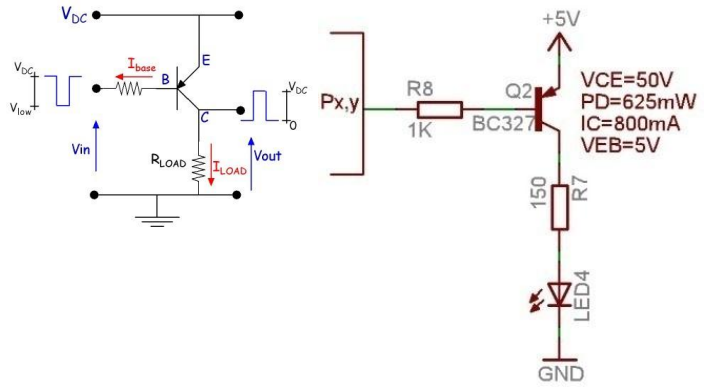 VDC
Ibase
E
B
VDC
Vlow
C
VDC
0
Vin
RLOAD
ILOAD
Vout
+5V
R8
1K
Px,y
Q2
BC327
VCE=50V
PD=625mW
IC=800mA
VEB=5V
150
R7
LED4
GND